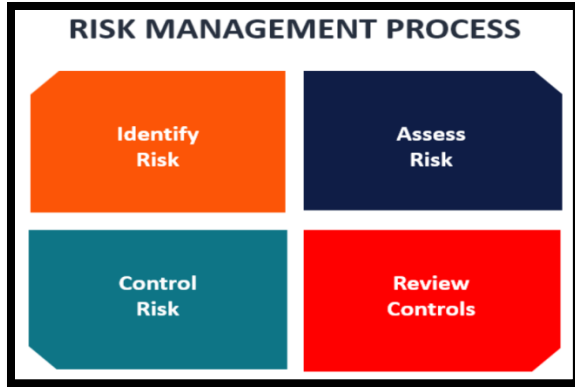 RISK MANAGEMENT PROCESS
Identify
Risk
Assess
Risk
Control
Risk
Review
Controls